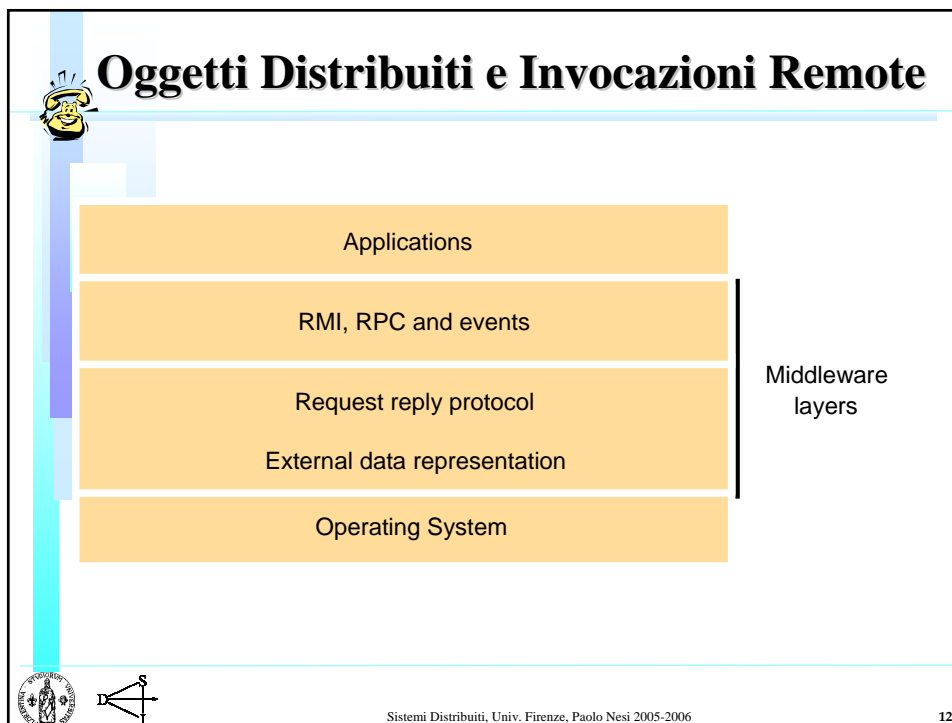 Oggetti Distribuiti e Invocazioni Remote
Applications
RMI, RPC and events
Request reply protocol
External data representation
Operating System
Middleware
layers
D
S
I
Sistemi Distribuiti, Univ. Firenze, Paolo Nesi 2005-2006
12